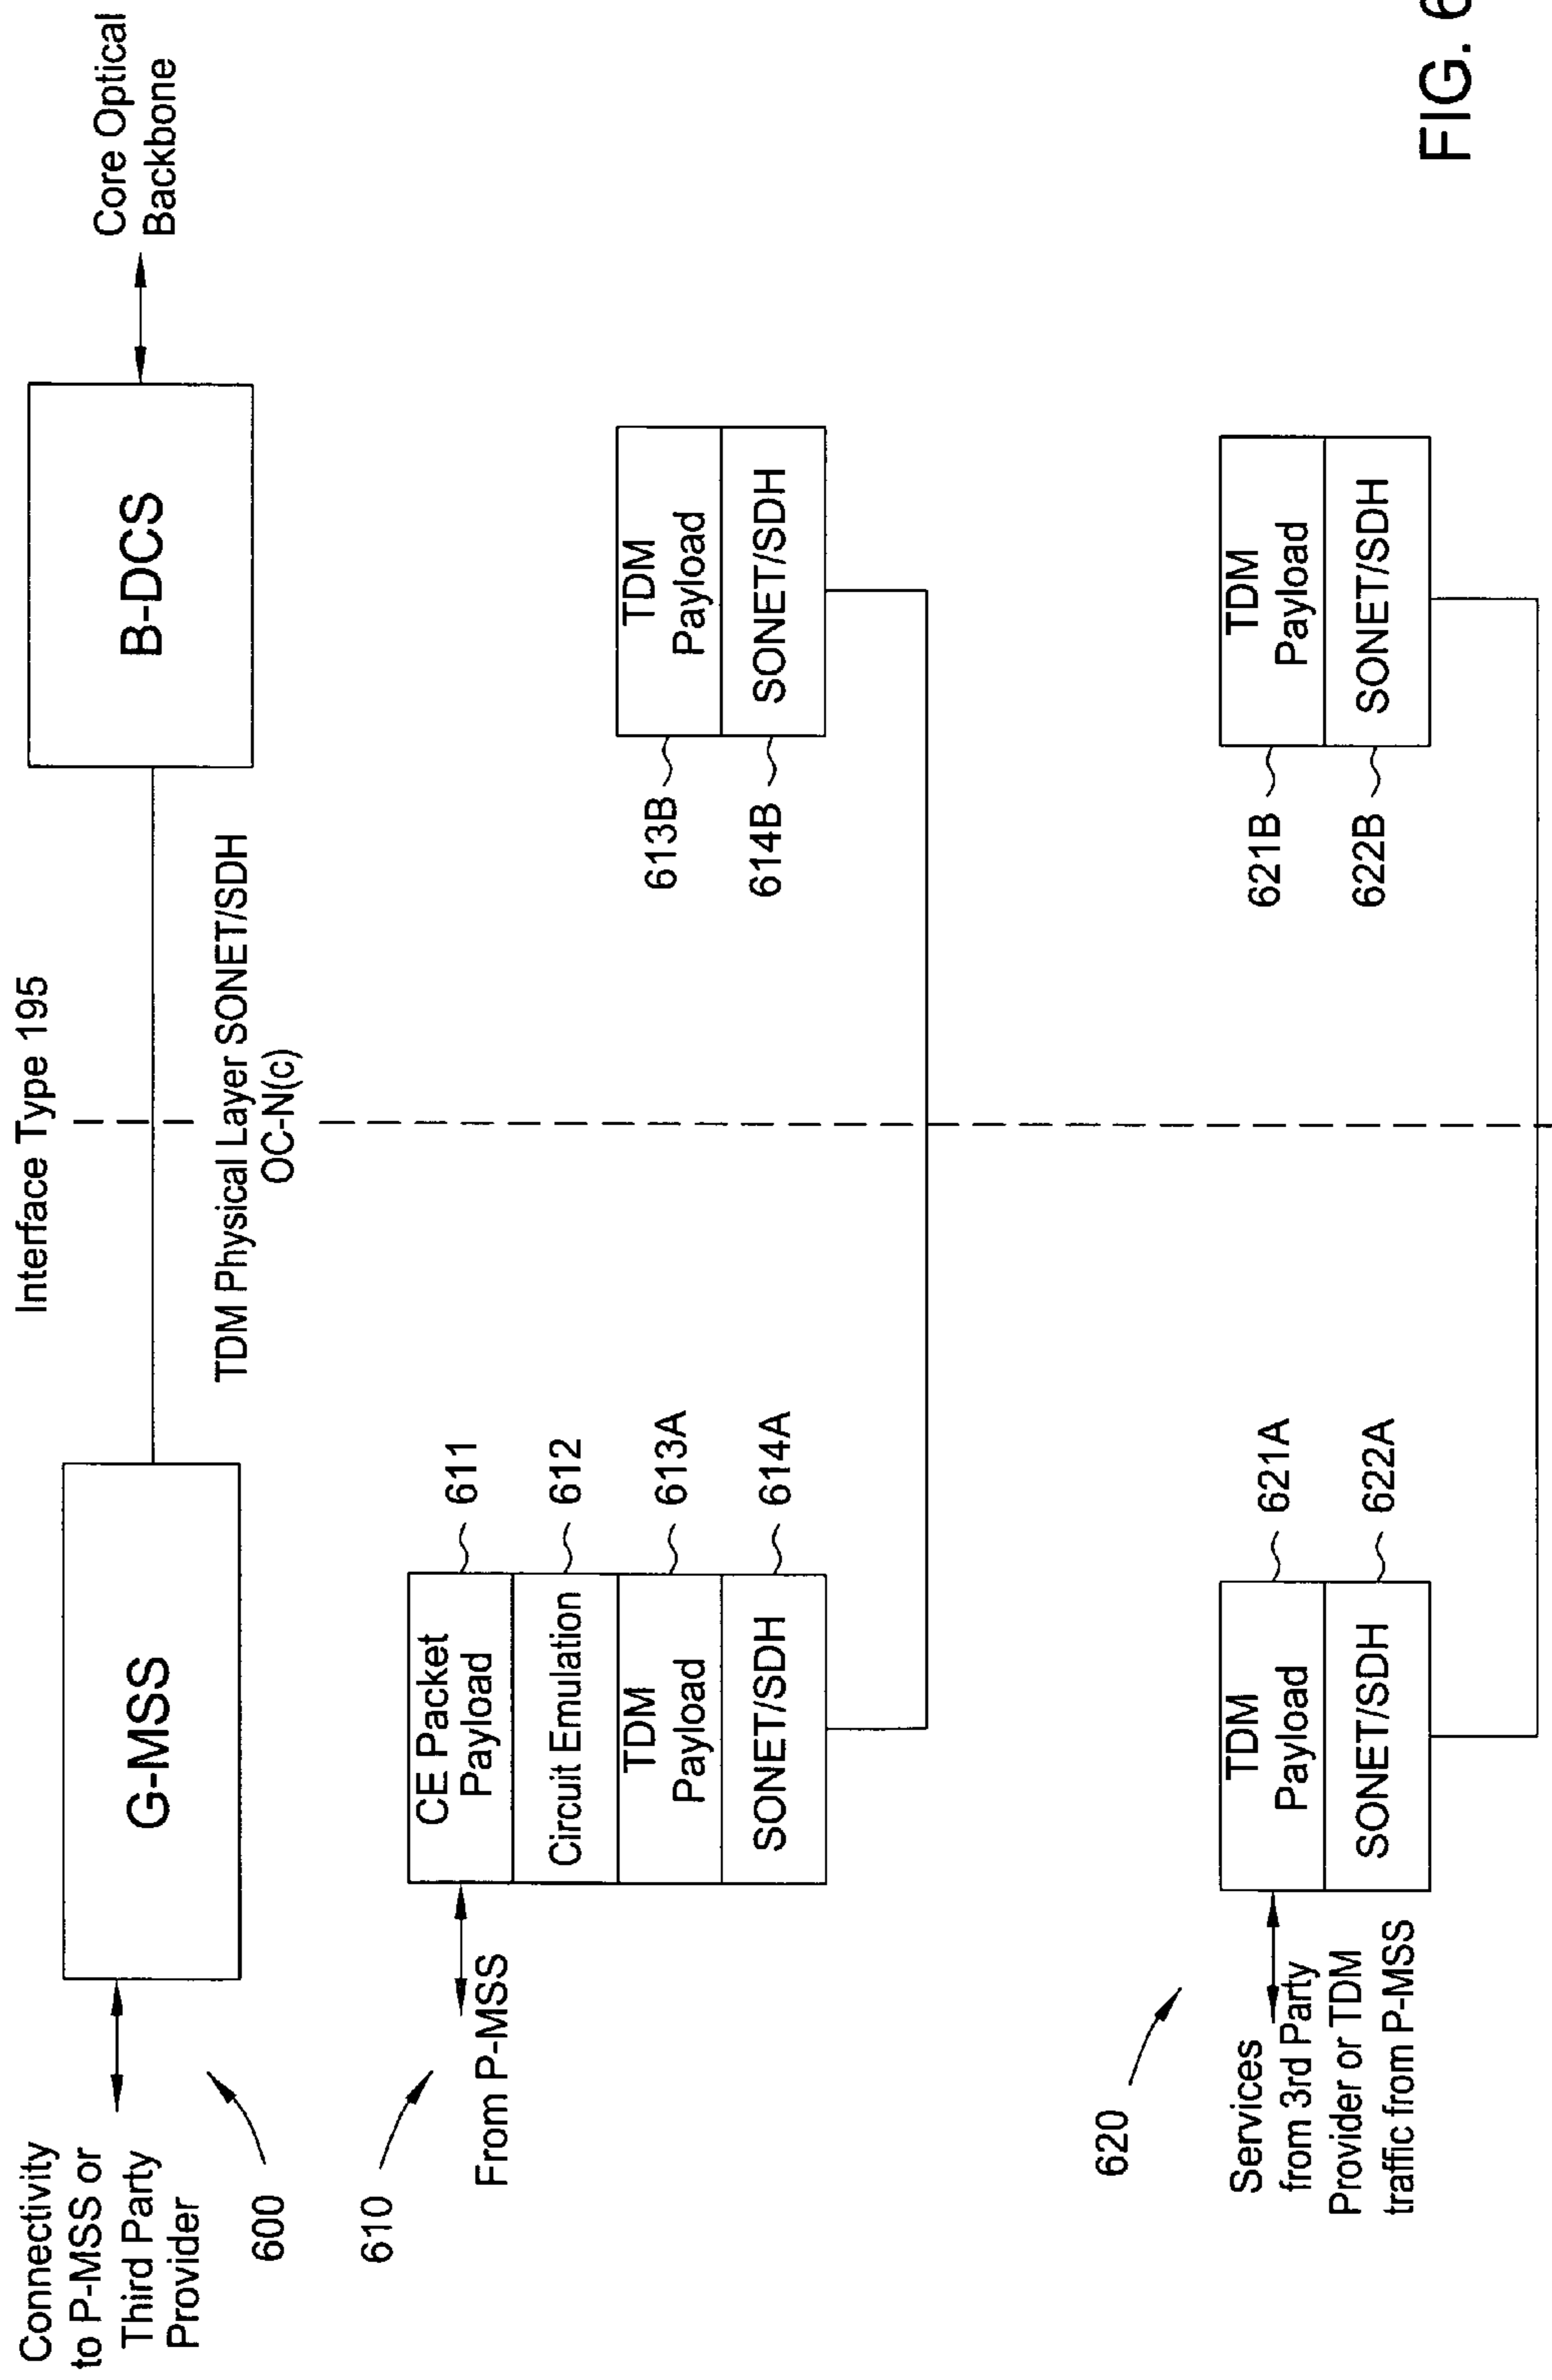 Interface Type 195
Connectivity
to P-MSS or
Third Party
Provider
G-MSS
B-DCS
Core Optical
Backbone
TDM Physical Layer SONET/SDH
OC-N(c)
600
610
From P-MSS
CE Packet
Payload
611
Circuit Emulation
612
TDM
Payload
613A
SONET/SDH
614A
613B
TDM
Payload
614B
SONET/SDH
620
Services
from 3rd Party
Provider or TDM
traffic from P-MSS
TDM
Payload
621A
SONET/SDH
622A
621B
TDM
Payload
622B
SONET/SDH
FIG. 6